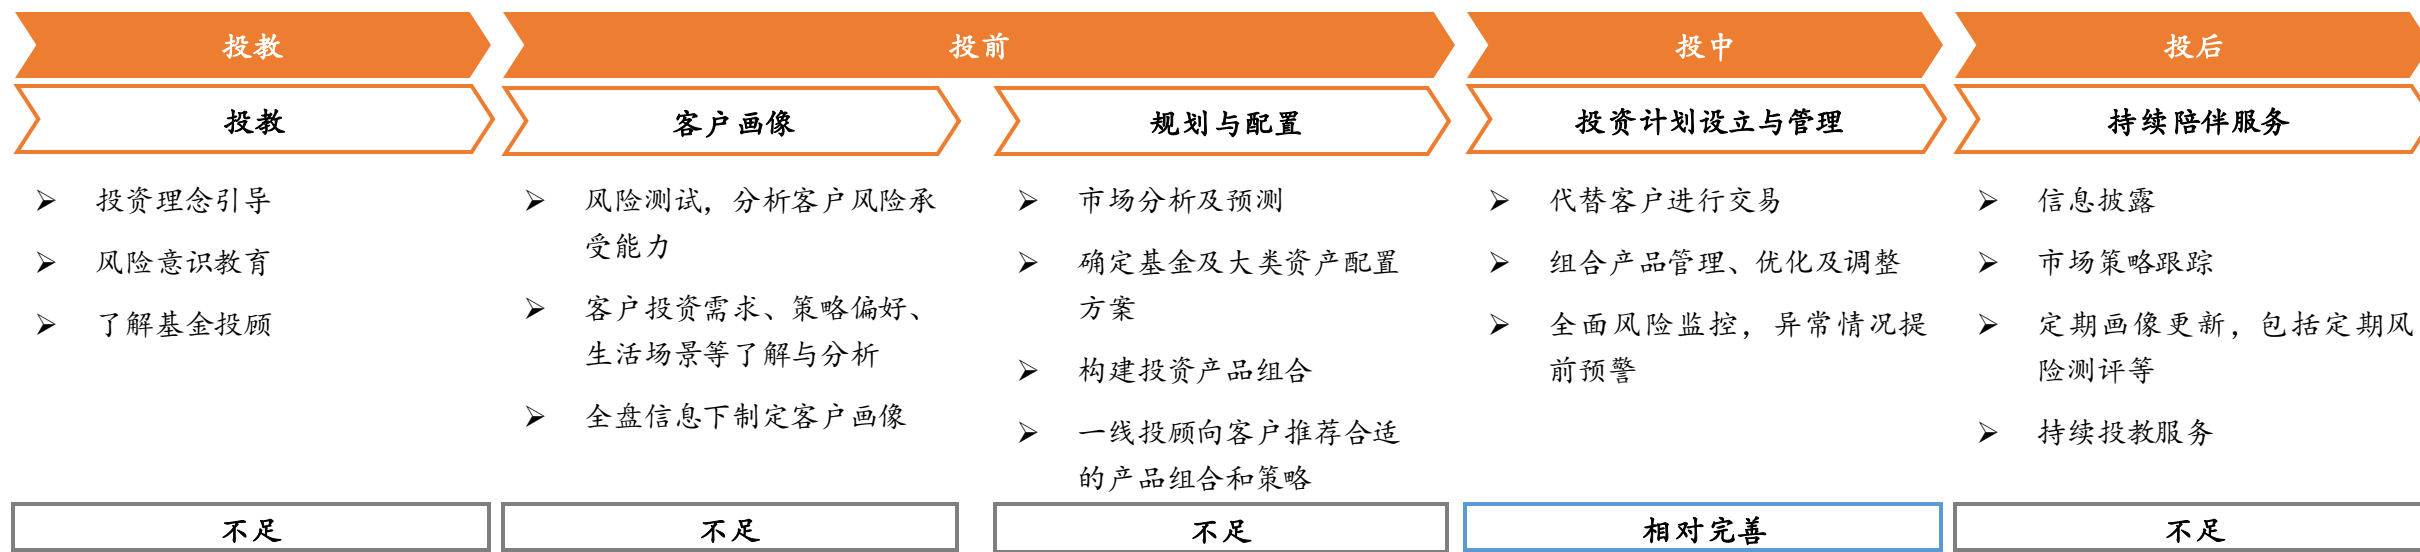 投教
投前
投中
投后
投教
客户画像
规划与配置
投资计划设立与管理
持续陪伴服务
投资理念引导
风险意识教育
了解基金投顾
风险测试，分析客户风险承
受能力
客户投资需求、策略偏好、
生活场景等了解与分析
全盘信息下制定客户画像
市场分析及预测
确定基金及大类资产配置
方案
构建投资产品组合
一线投顾向客户推荐合适
的产品组合和策略
代替客户进行交易
组合产品管理、优化及调整
全面风险监控，异常情况提
前预警
信息披露
市场策略跟踪
定期画像更新，包括定期风
险测评等
持续投教服务
不足
不足
不足
相对完善
不足